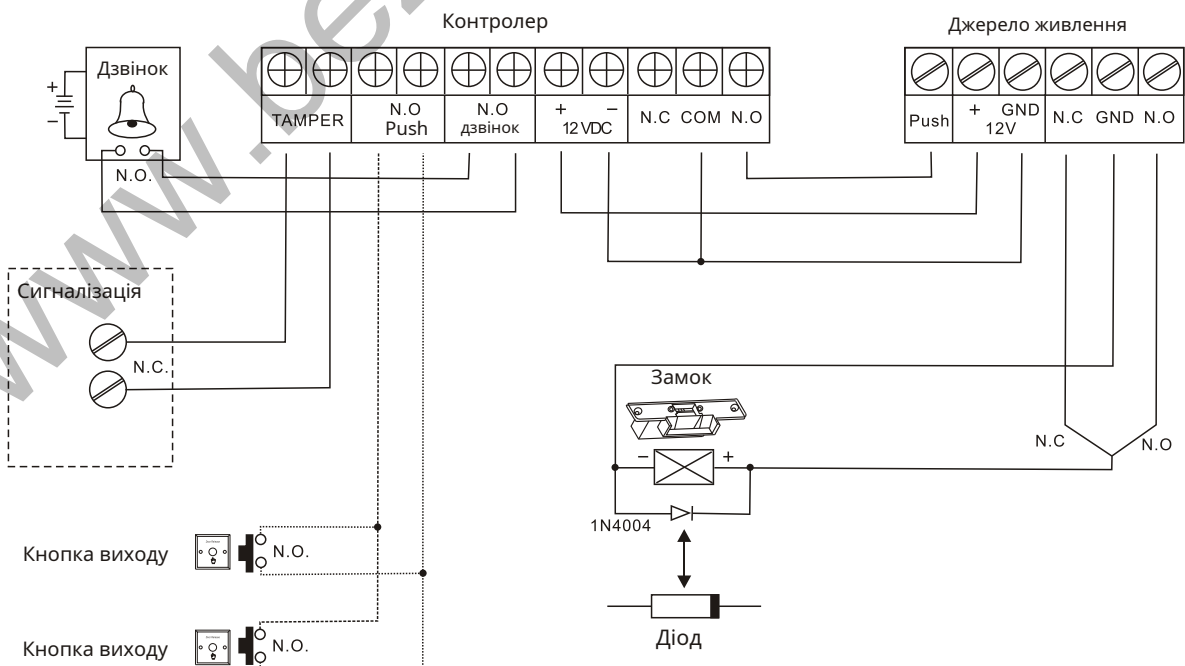 Контролер
Джерело живлення
Дзвінок
+
−
N.O.
TAMPER
N.O
Push
N.O
дзвінок
+ −
12 VDC
N.C COM N.O
Push
+ GND
12V
N.C GND N.O
Сигналізація
N.C.
Замок
− +
1N4004
N.C
N.O
Діод
Кнопка виходу
N.O.
Кнопка виходу
N.O.